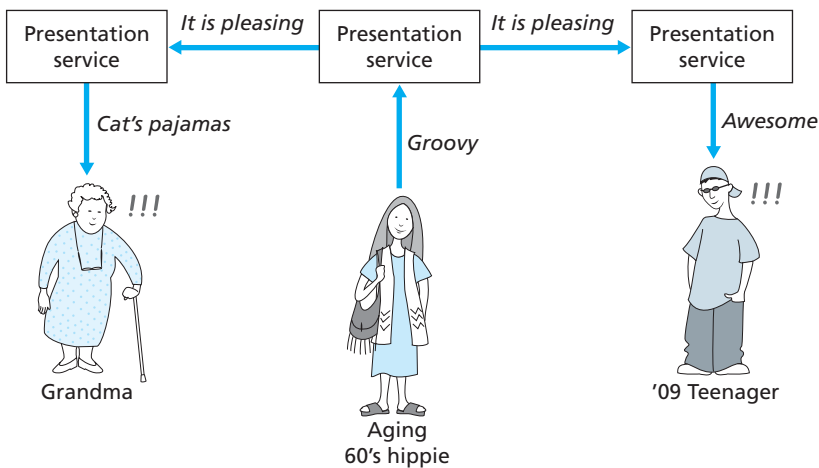 It is pleasing
It is pleasing
Presentation
service
Presentation
service
Presentation
service
Cat's pajamas
Groovy
Awesome
!!!
!!!
Grandma
Aging
60's hippie
'09 Teenager